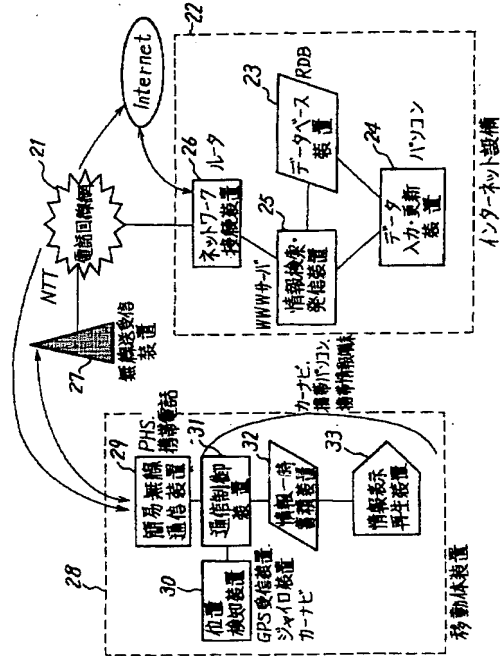 28
29
簡易無線
通信装置
PHS.
携帯電話
30
位置
検知装置
GPS受信装置.
ジャイロ装置
カーナビ
31
通信制御
装置
32
情報一時
蓄積装置
33
情報表示
再生装置
カーナビ.
携帯パソコン.
携帯情報端末
移動体装置
27
無線送受信
装置
NTT
21
電話回線網
Internet
22
26
ネットワーク
接続装置
ルータ
WWWサーバ
25
情報検索・
発信装置
23
データベース
装置
RDB
24
データ
入力・更新
装置
パソコン
インターネット設備